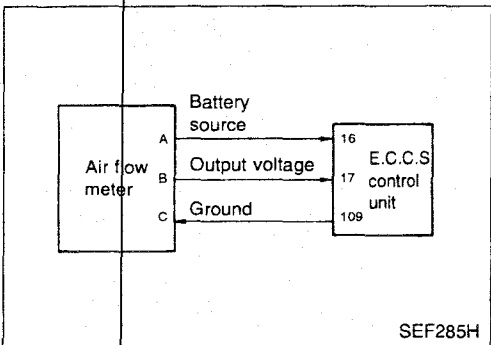 Battery
source
A
16
Air flow
meter
E.C.C.S
control
unit
Output voltage
B
17
Ground
C
109
SEF285H